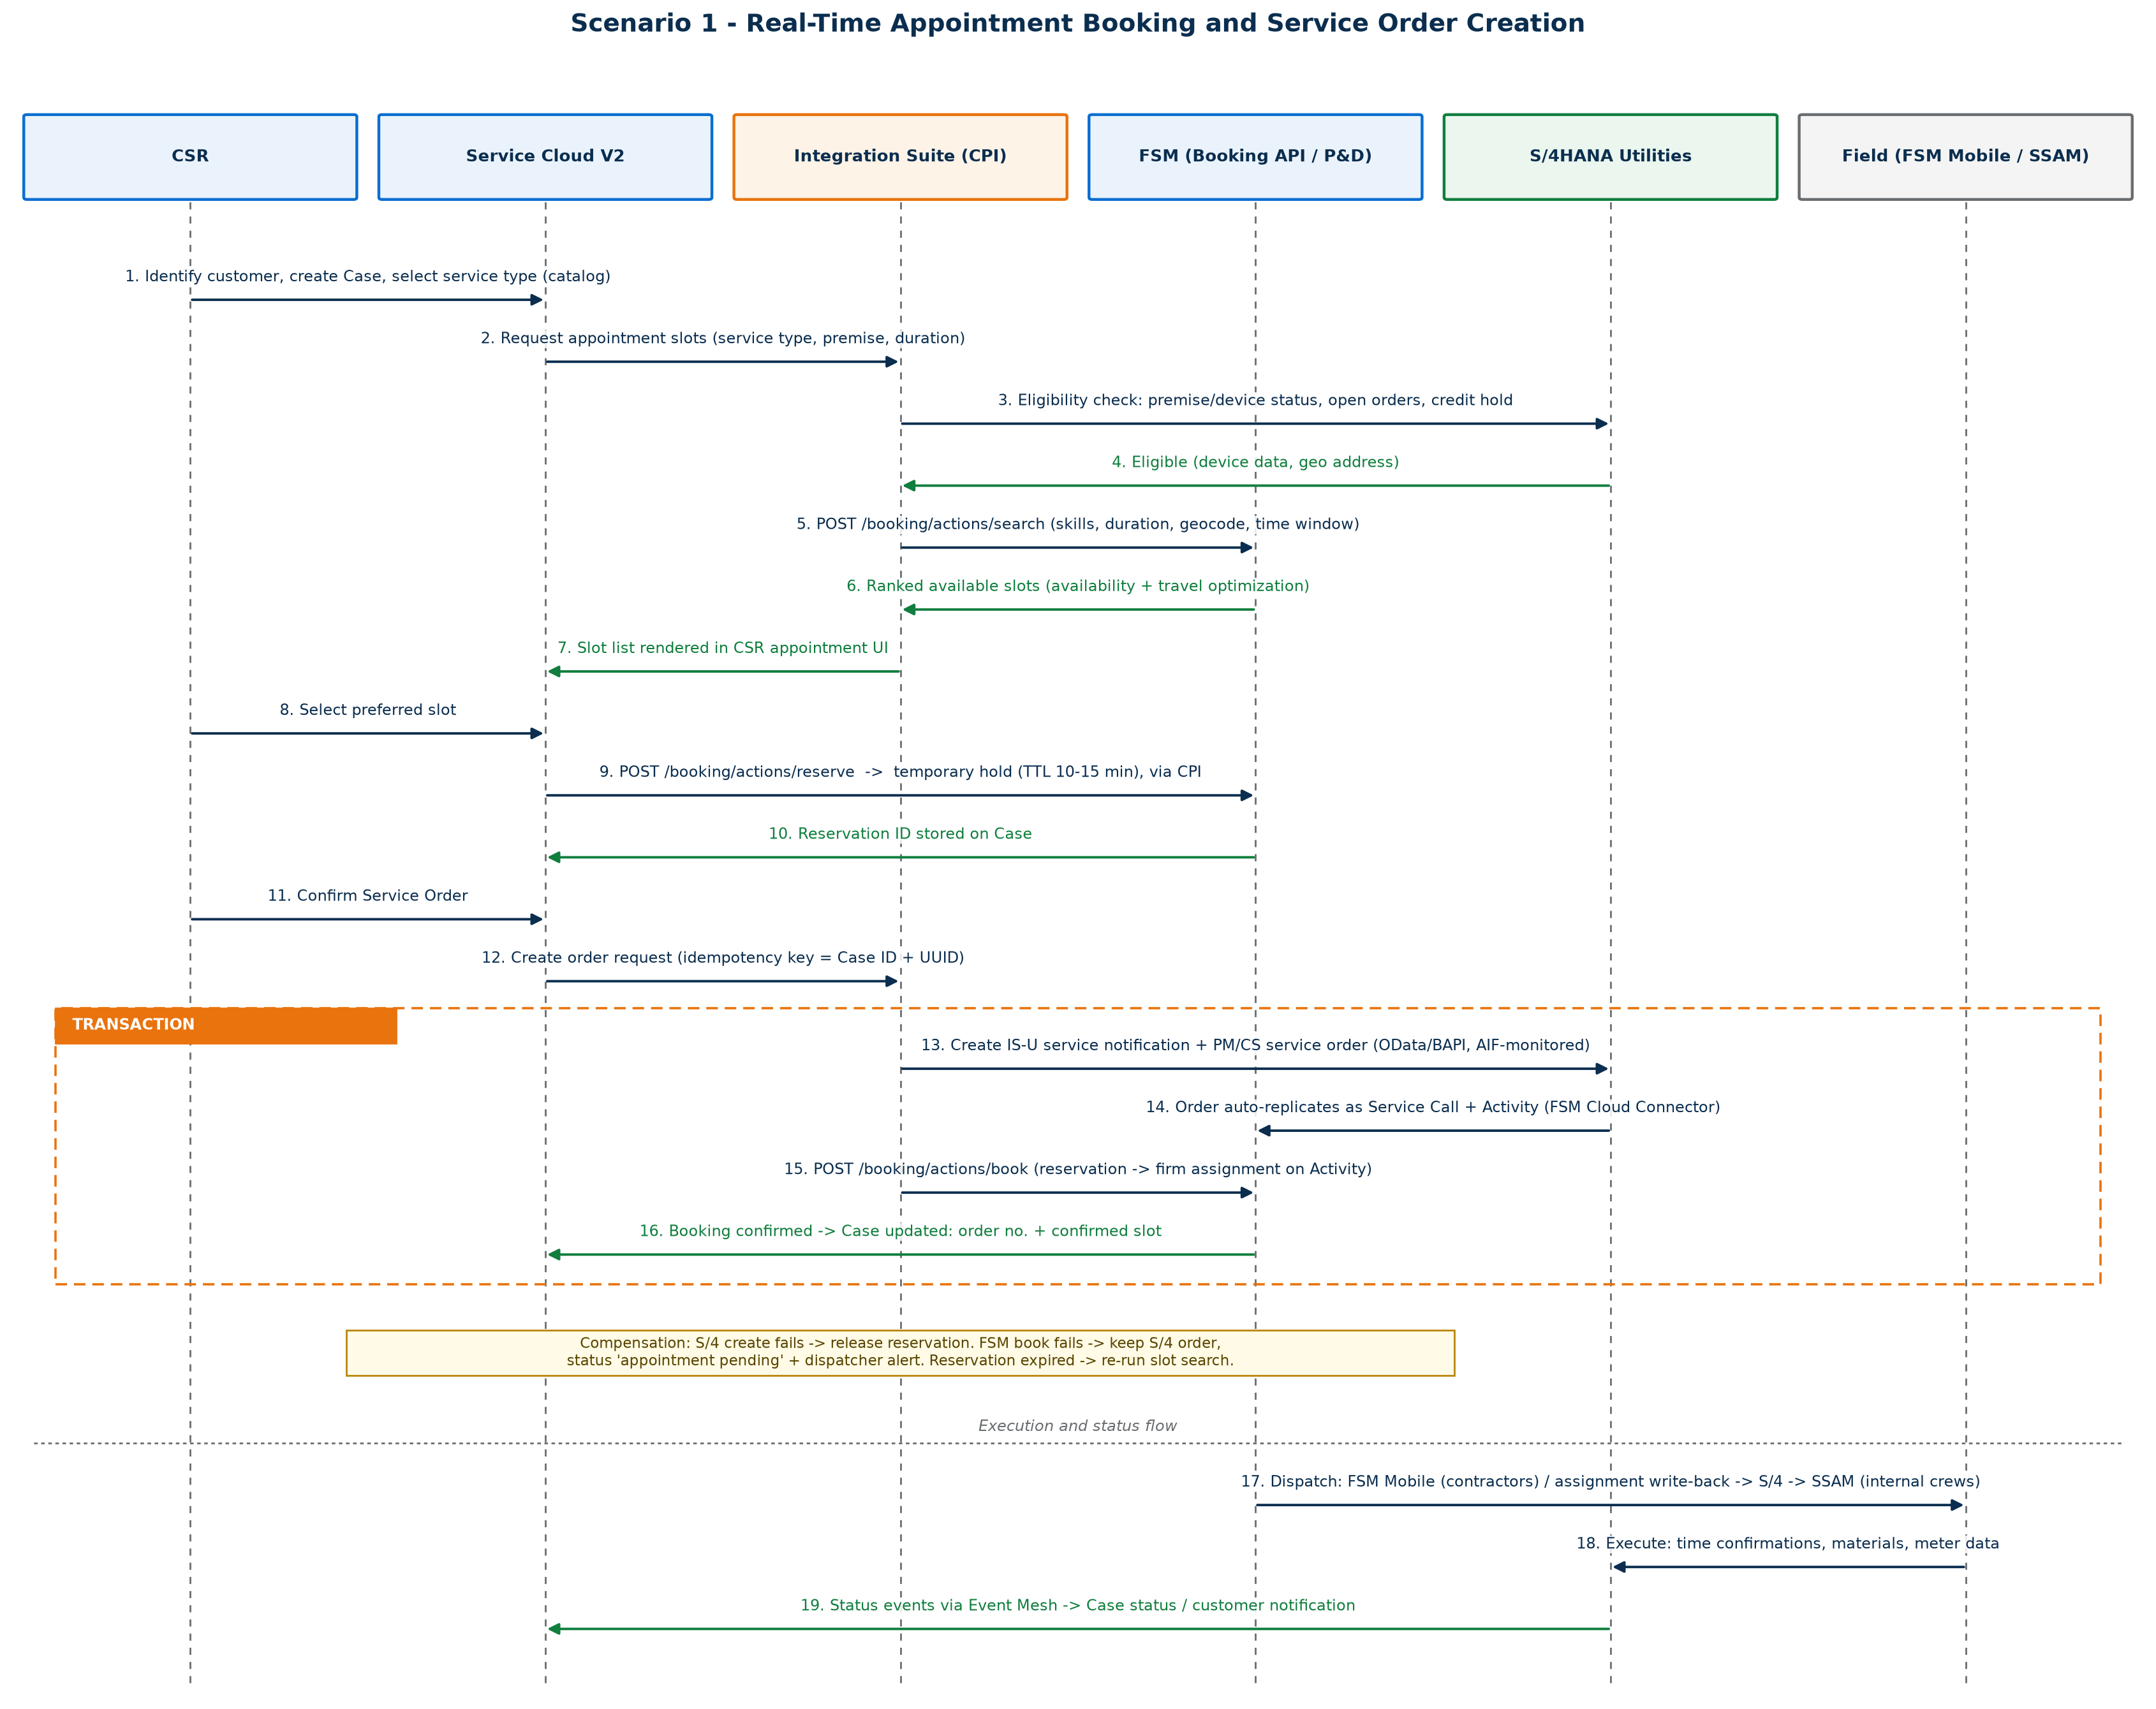 Scenario 1 - Real-Time Appointment Booking and Service Order Creation
CSR
Service Cloud V2
Integration Suite (CPI)
FSM (Booking API / P&D)
S/4HANA Utilities
Field (FSM Mobile / SSAM)
1. Identify customer, create Case, select service type (catalog)
2. Request appointment slots (service type, premise, duration)
3. Eligibility check: premise/device status, open orders, credit hold
4. Eligible (device data, geo address)
5. POST /booking/actions/search (skills, duration, geocode, time window)
6. Ranked available slots (availability + travel optimization)
7. Slot list rendered in CSR appointment UI
8. Select preferred slot
9. POST /booking/actions/reserve  ->  temporary hold (TTL 10-15 min), via CPI
10. Reservation ID stored on Case
11. Confirm Service Order
12. Create order request (idempotency key = Case ID + UUID)
TRANSACTION
13. Create IS-U service notification + PM/CS service order (OData/BAPI, AIF-monitored)
14. Order auto-replicates as Service Call + Activity (FSM Cloud Connector)
15. POST /booking/actions/book (reservation -> firm assignment on Activity)
16. Booking confirmed -> Case updated: order no. + confirmed slot
Compensation: S/4 create fails -> release reservation. FSM book fails -> keep S/4 order,
status 'appointment pending' + dispatcher alert. Reservation expired -> re-run slot search.
Execution and status flow
17. Dispatch: FSM Mobile (contractors) / assignment write-back -> S/4 -> SSAM (internal crews)
18. Execute: time confirmations, materials, meter data
19. Status events via Event Mesh -> Case status / customer notification